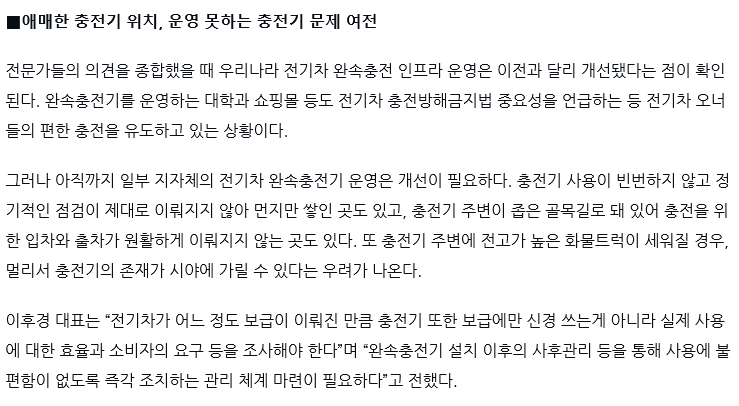 ■애매한 충전기 위치, 운영 못하는 충전기 문제 여전
전문가들의 의견을 종합했을 때 우리나라 전기차 완속충전 인프라 운영은 이전과 달리 개선됐다는 점이 확인
된다. 완속충전기를 운영하는 대학과 쇼핑몰 등도 전기차 충전방해금지법 중요성을 언급하는 등 전기차 오너
들의 편한 충전을 유도하고 있는 상황이다.
그러나 아직까지 일부 지자체의 전기차 완속충전기 운영은 개선이 필요하다. 충전기 사용이 빈번하지 않고 정
기적인 점검이 제대로 이뤄지지 않아 먼지만 쌓인 곳도 있고, 충전기 주변이 좁은 골목길로 돼 있어 충전을 위
한 입차와 출차가 원활하게 이뤄지지 않는 곳도 있다. 또 충전기 주변에 전고가 높은 화물트럭이 세워질 경우,
멀리서 충전기의 존재가 시야에 가릴 수 있다는 우려가 나온다.
이후경 대표는 “전기차가 어느 정도 보급이 이뤄진 만큼 충전기 또한 보급에만 신경 쓰는게 아니라 실제 사용
에 대한 효율과 소비자의 요구 등을 조사해야 한다”며 “완속충전기 설치 이후의 사후관리 등을 통해 사용에 불
편함이 없도록 즉각 조치하는 관리 체계 마련이 필요하다”고 전했다.